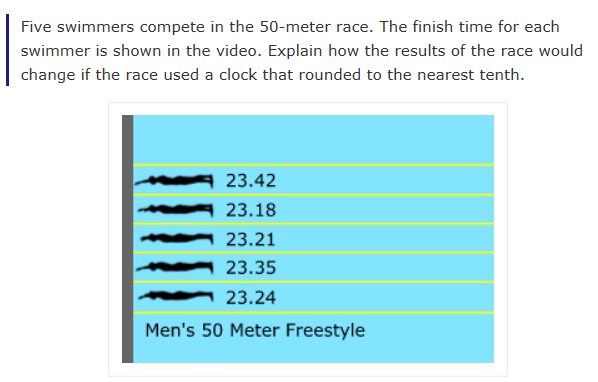 Five swimmers compete in the 50-meter race. The finish time for each
swimmer is shown in the video. Explain how the results of the race would
change if the race used a clock that rounded to the nearest tenth.
23.42
23.18
23.21
23.35
23.24
Men's 50 Meter Freestyle